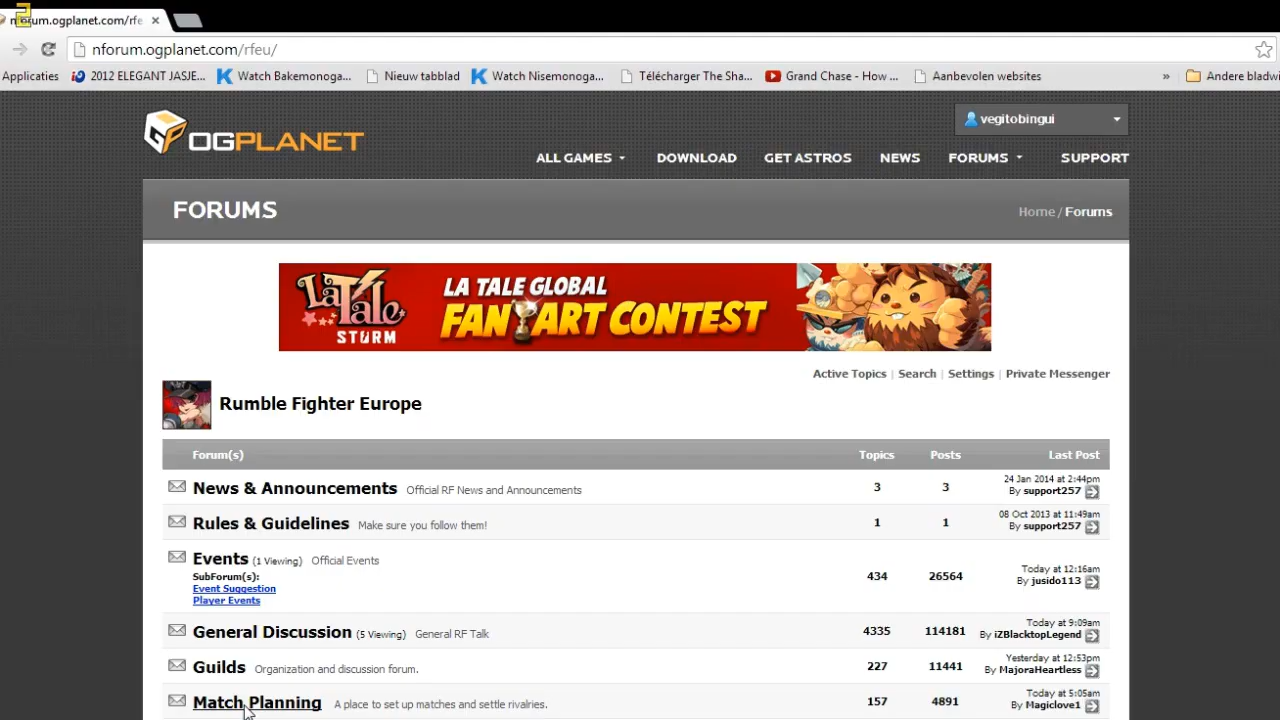 nforum.ogplanet.com/rfe
nforum.ogplanet.com/rfeu/
Applicaties 2012 ELEGANT JASJE... Watch Bakemonoga... Nieuw tabblad Watch Nisemonoga... Télécharger The Sha... Grand Chase - How ... Aanbevolen websites » Andere bladwi
OGPLANET
vegitobingui
ALL GAMES DOWNLOAD GET ASTROS NEWS FORUMS SUPPORT
FORUMS
Home / Forums
La Tale
STORM
LA TALE GLOBAL
FAN ART CONTEST
Active Topics | Search | Settings | Private Messenger
Rumble Fighter Europe
Forum(s) Topics Posts Last Post
News & Announcements Official RF News and Announcements 3 3 24 Jan 2014 at 2:44pm
By support257
Rules & Guidelines Make sure you follow them! 1 1 08 Oct 2013 at 11:49am
By support257
Events (1 Viewing) Official Events
SubForum(s):
Event Suggestion
Player Events
434 26564 Today at 12:16am
By jusido113
General Discussion (5 Viewing) General RF Talk 4335 114181 Today at 9:09am
By iZBlacktopLegend
Guilds Organization and discussion forum. 227 11441 Yesterday at 12:53pm
By MajoraHeartless
Match Planning A place to set up matches and settle rivalries. 157 4891 Today at 5:05am
By Magiclove1